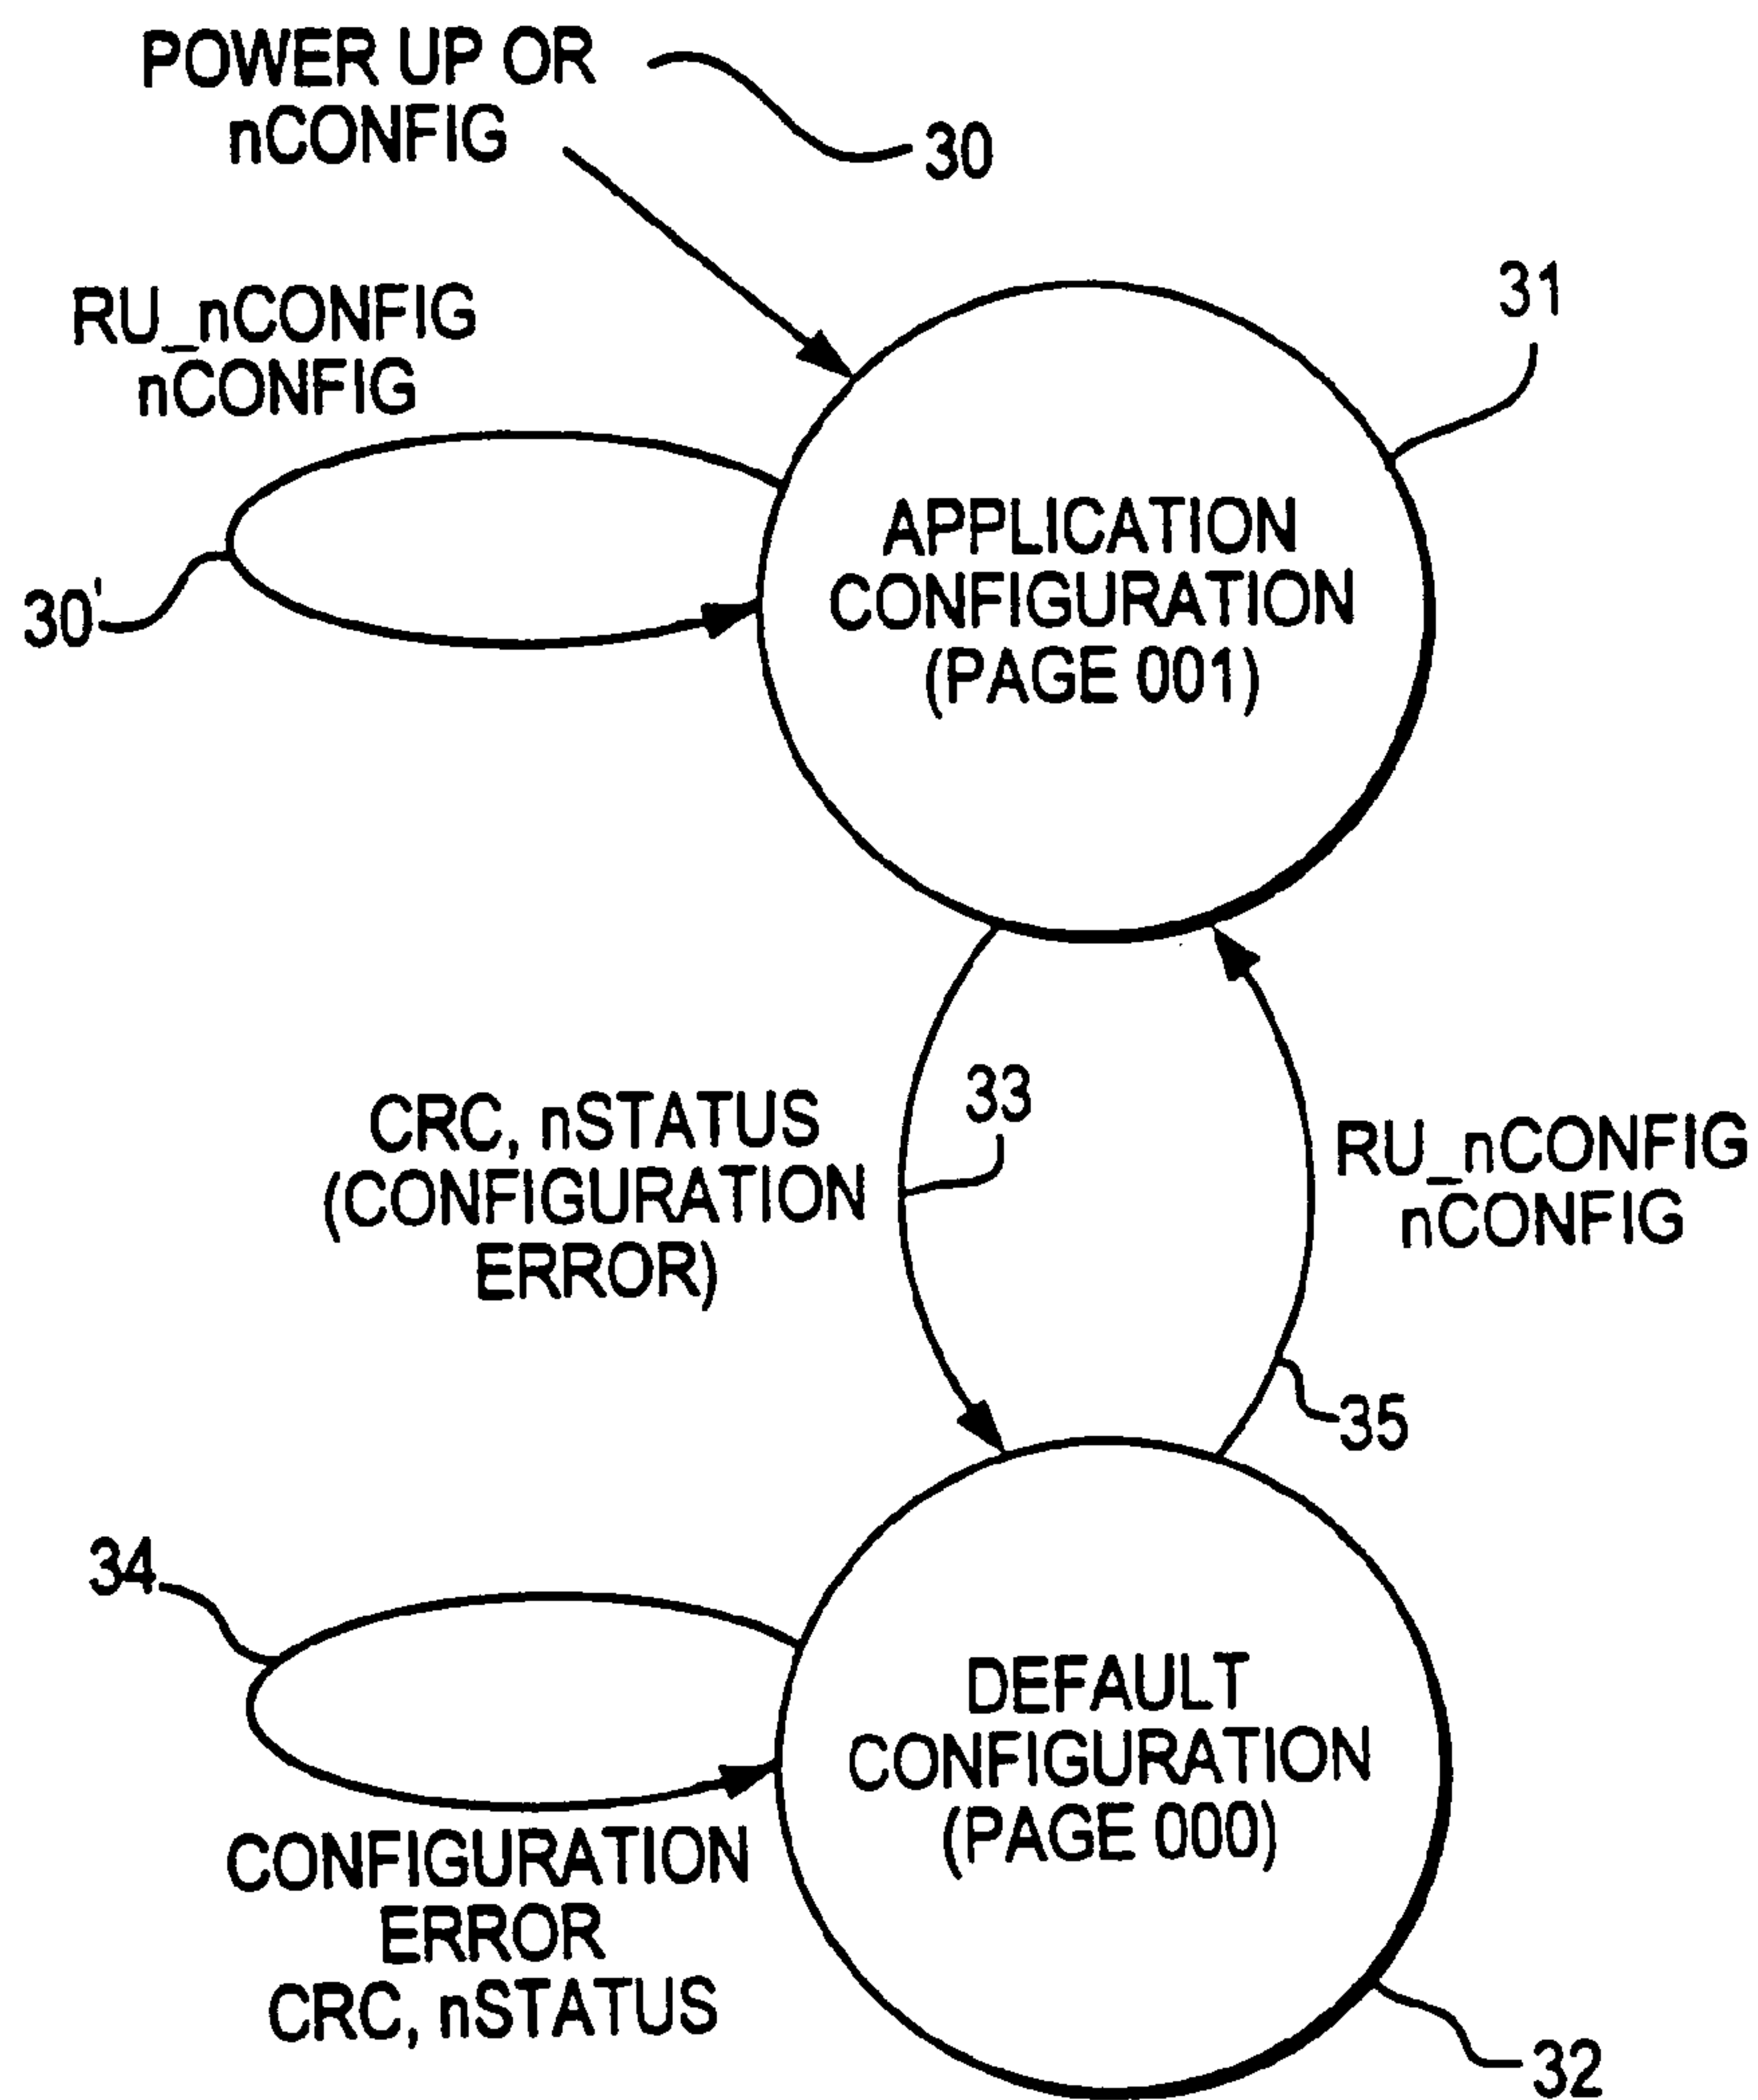 POWER UP OR
nCONFIG
30
RU_nCONFIG
nCONFIG
31
30'
APPLICATION
CONFIGURATION
(PAGE 001)
CRC, nSTATUS
(CONFIGURATION
ERROR)
33
RU_nCONFIG
nCONFIG
35
34
DEFAULT
CONFIGURATION
(PAGE 000)
CONFIGURATION
ERROR
CRC, nSTATUS
32